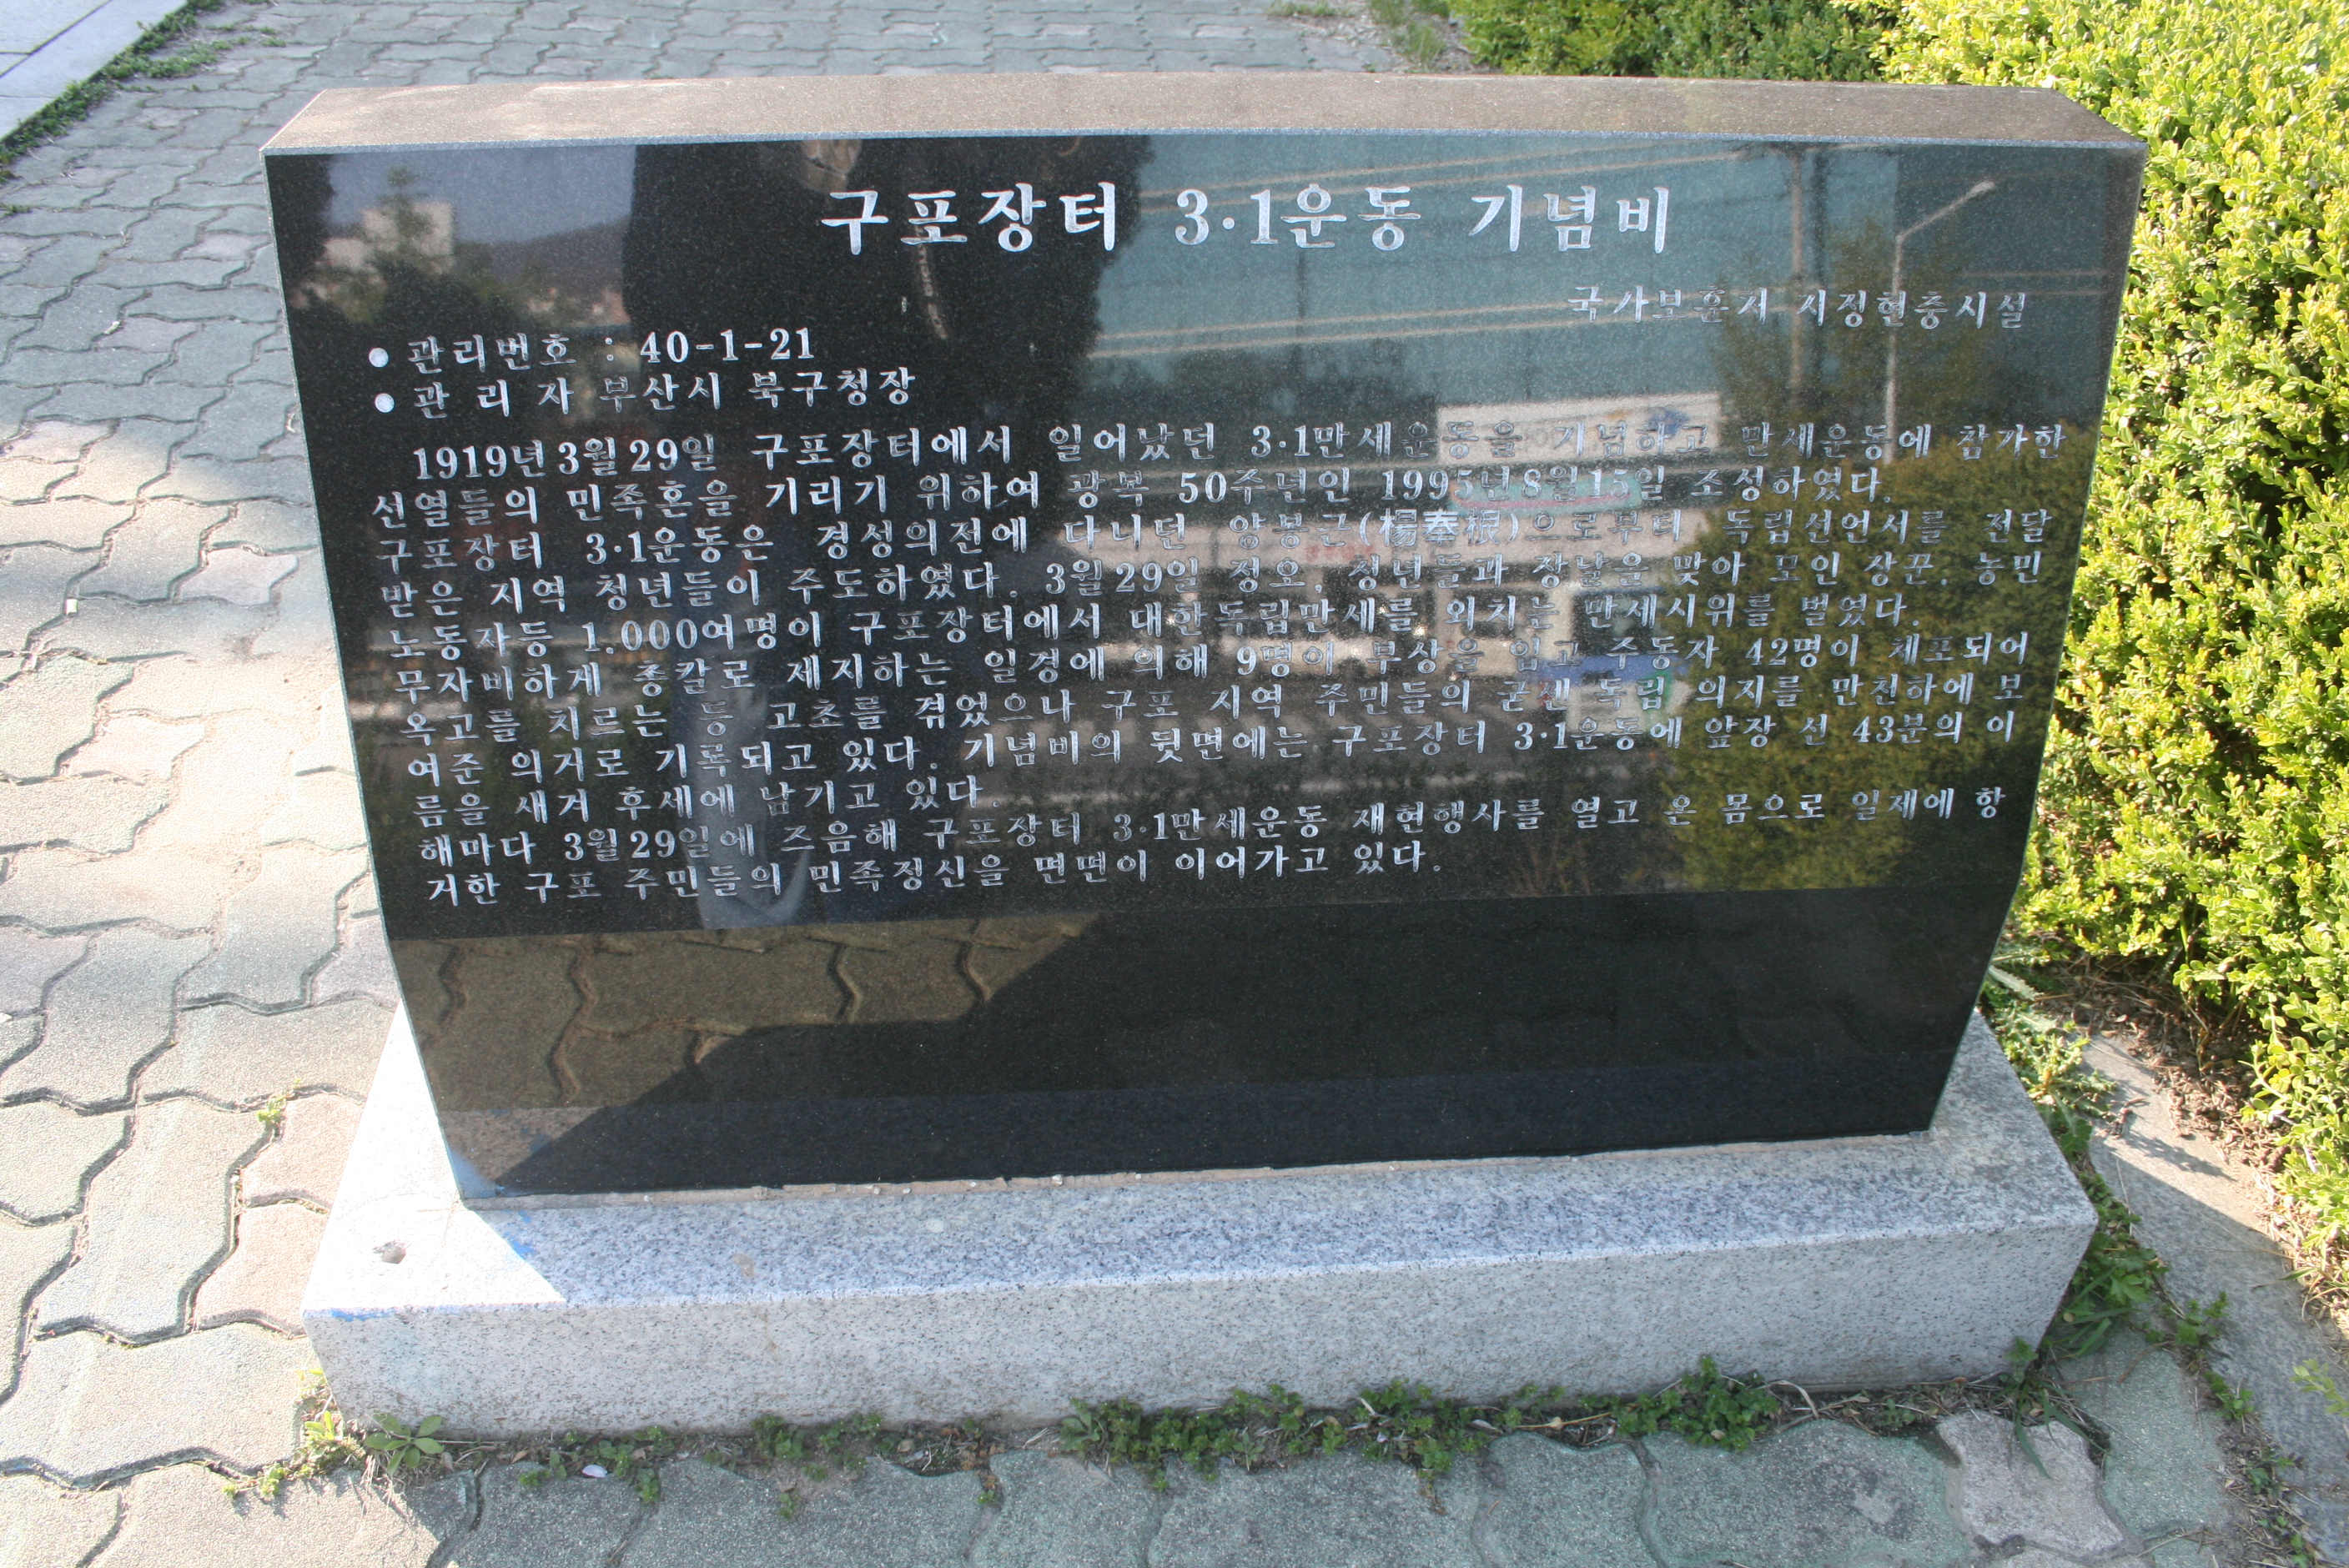 구포장터 3·1운동 기념비
국가보훈처 지정현충시설
● 관리번호 : 40-1-21
● 관 리 자 부산시 북구청장
1919년 3월 29일 구포장터에서 일어났던 3·1만세운동을 기념하고 만세운동에 참가한
선열들의 민족혼을 기리기 위하여 광복 50주년인 1995년 8월 15일 조성하였다.
구포장터 3·1운동은 경성의전에 다니던 양봉근(楊奉根)으로부터 독립선언서를 전달
받은 지역 청년들이 주도하였다. 3월 29일 정오, 청년들과 장날을 맞아 모인 상꾼, 농민
노동자등 1.000여명이 구포장터에서 대한독립만세를 외치는 만세시위를 벌였다.
무자비하게 총칼로 제지하는 일경에 의해 9명이 부상을 입고 주동자 42명이 체포되어
옥고를 치르는 등 고초를 겪었으나 구포 지역 주민들의 굳센 독립 의지를 만천하에 보
여준 의거로 기록되고 있다. 기념비의 뒷면에는 구포장터 3·1운동에 앞장 선 43분의 이
름을 새겨 후세에 남기고 있다.
해마다 3월 29일에 즈음해 구포장터 3·1만세운동 재현행사를 열고 온 몸으로 일제에 항
거한 구포 주민들의 민족정신을 면면이 이어가고 있다.